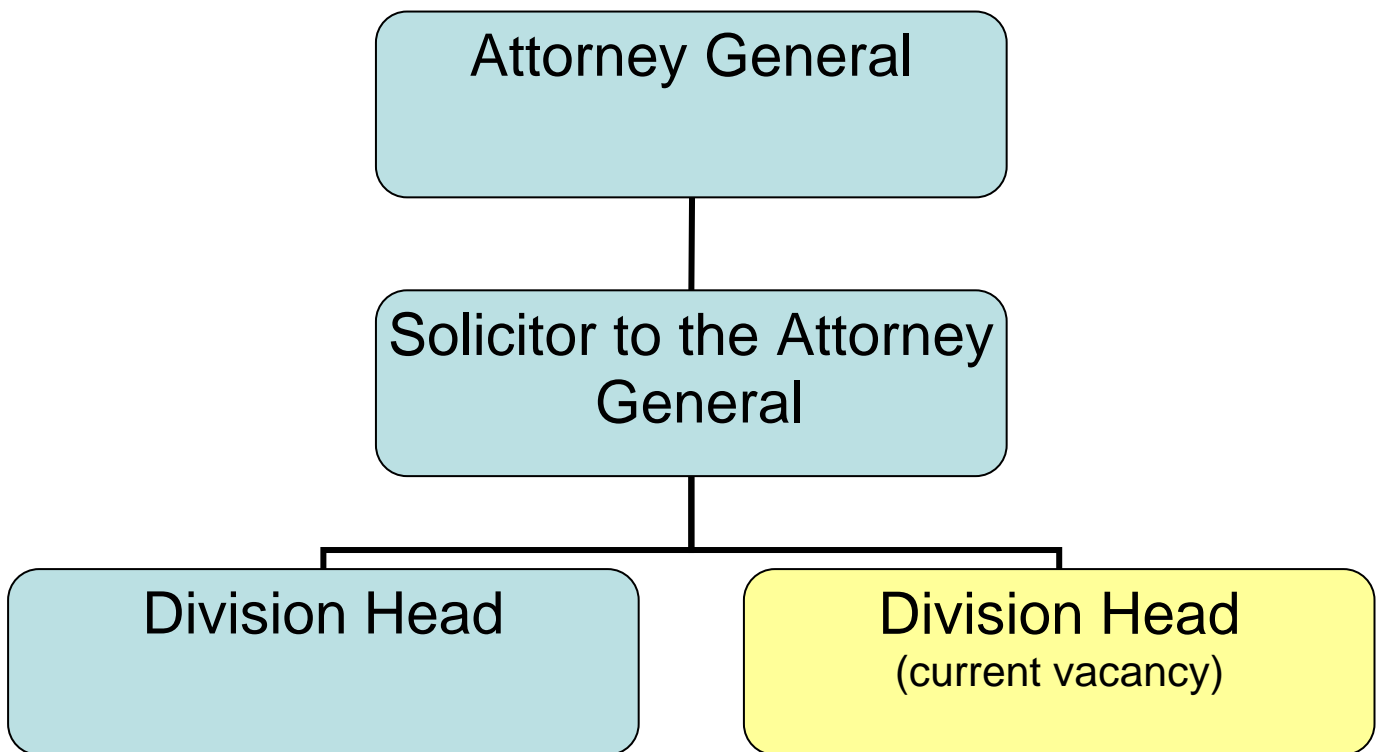 Attorney General
Solicitor to the Attorney
General
Division Head
Division Head
(current vacancy)